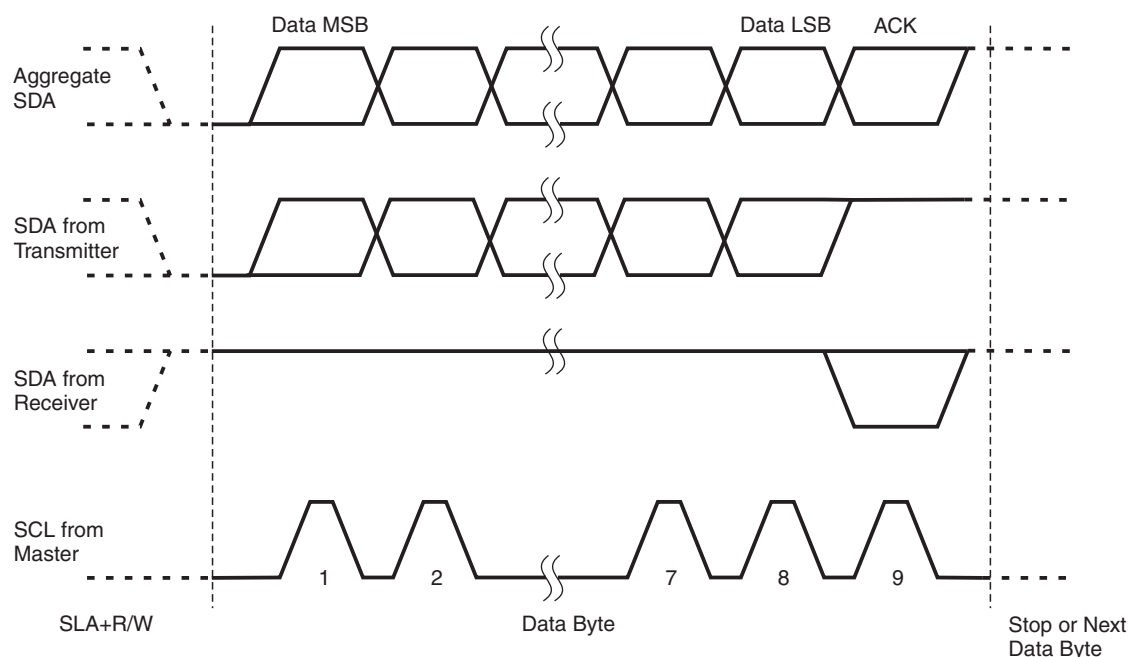 Data MSB
Data LSB
ACK
Aggregate
SDA
SDA from
Transmitter
SDA from
Receiver
SCL from
Master
1
2
7
8
9
SLA+R/W
Data Byte
Stop or Next
Data Byte